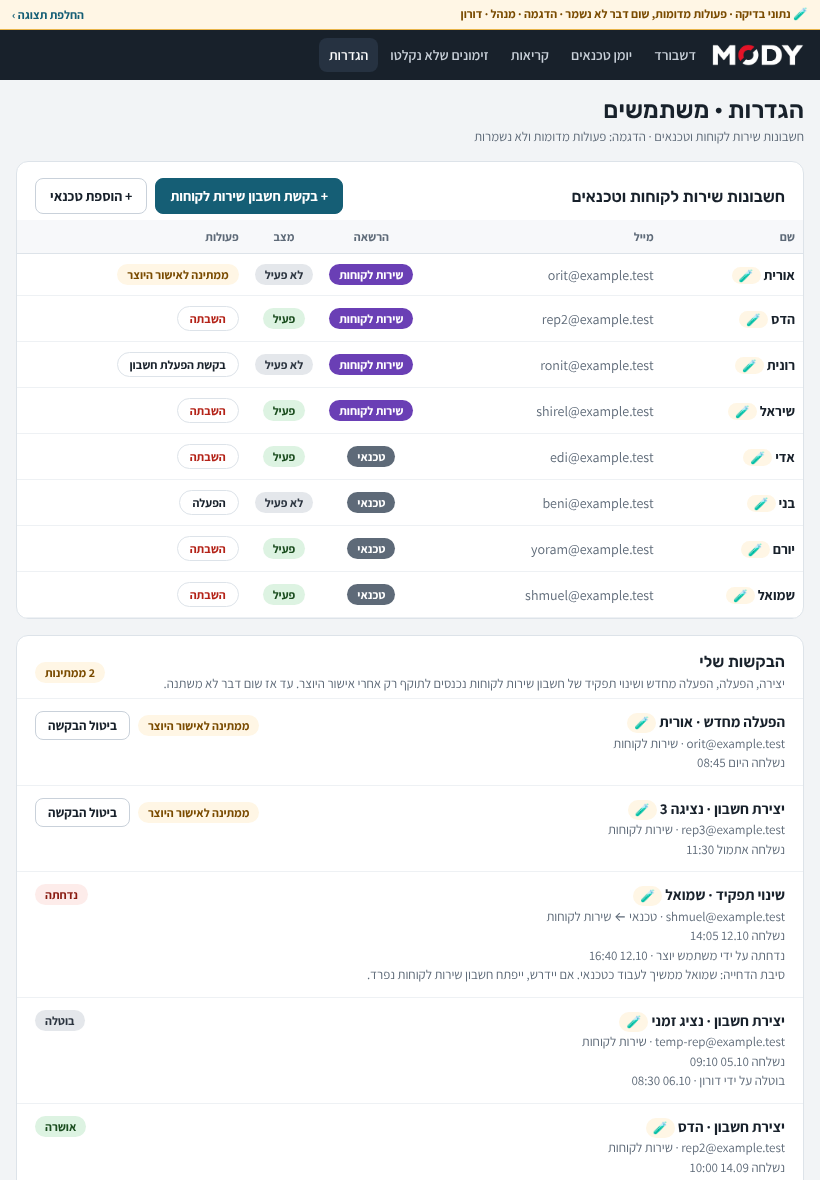 🧪 נתוני בדיקה · פעולות מדומות, שום דבר לא נשמר · הדגמה · מנהל · דורון
החלפת תצוגה ›
MODY
דשבורד
יומן טכנאים
קריאות
זימונים שלא נקלטו
הגדרות
הגדרות • משתמשים
חשבונות שירות לקוחות וטכנאים · הדגמה: פעולות מדומות ולא נשמרות
חשבונות שירות לקוחות וטכנאים
+ בקשת חשבון שירות לקוחות
+ הוספת טכנאי
שם מייל הרשאה מצב פעולות
אורית 🧪 orit@example.test שירות לקוחות לא פעיל ממתינה לאישור היוצר
הדס 🧪 rep2@example.test שירות לקוחות פעיל השבתה
רונית 🧪 ronit@example.test שירות לקוחות לא פעיל בקשת הפעלת חשבון
שיראל 🧪 shirel@example.test שירות לקוחות פעיל השבתה
אדי 🧪 edi@example.test טכנאי פעיל השבתה
בני 🧪 beni@example.test טכנאי לא פעיל הפעלה
יורם 🧪 yoram@example.test טכנאי פעיל השבתה
שמואל 🧪 shmuel@example.test טכנאי פעיל השבתה
הבקשות שלי
יצירה, הפעלה, הפעלה מחדש ושינוי תפקיד של חשבון שירות לקוחות נכנסים לתוקף רק אחרי אישור היוצר. עד אז שום דבר לא משתנה.
2 ממתינות
הפעלה מחדש · אורית 🧪
orit@example.test · שירות לקוחות
נשלחה היום 08:45
ממתינה לאישור היוצר
ביטול הבקשה
יצירת חשבון · נציגה 3 🧪
rep3@example.test · שירות לקוחות
נשלחה אתמול 11:30
ממתינה לאישור היוצר
ביטול הבקשה
שינוי תפקיד · שמואל 🧪
shmuel@example.test · טכנאי ← שירות לקוחות
נשלחה 12.10 14:05
נדחתה על ידי משתמש יוצר · 12.10 16:40
סיבת הדחייה: שמואל ממשיך לעבוד כטכנאי. אם יידרש, ייפתח חשבון שירות לקוחות נפרד.
נדחתה
יצירת חשבון · נציג זמני 🧪
temp-rep@example.test · שירות לקוחות
נשלחה 05.10 09:10
בוטלה על ידי דורון · 06.10 08:30
בוטלה
יצירת חשבון · הדס 🧪
rep2@example.test · שירות לקוחות
נשלחה 14.09 10:00
אושרה